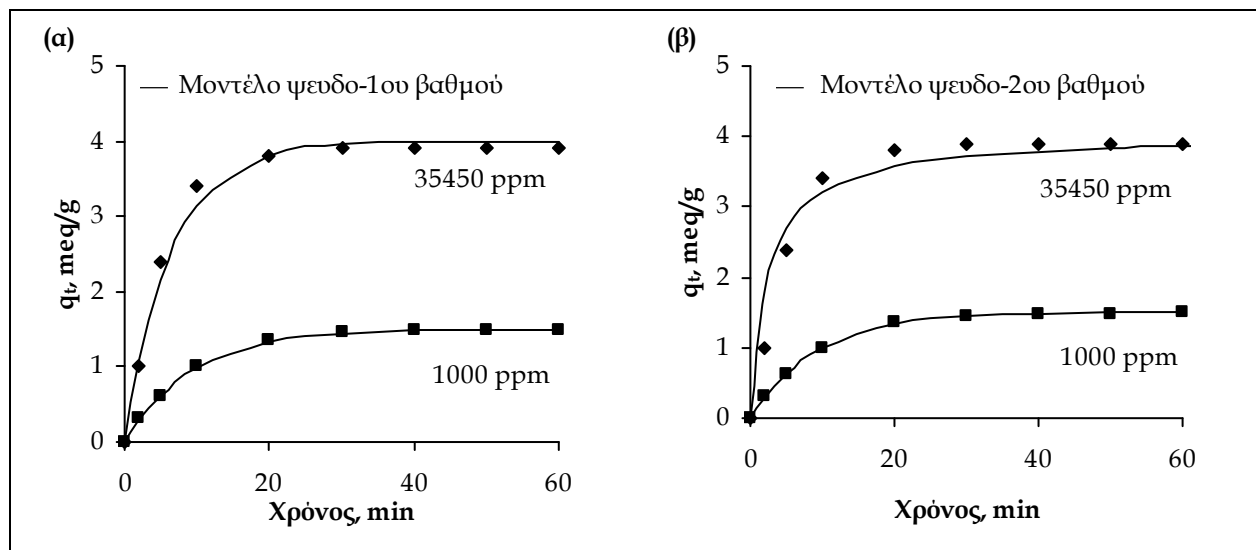 (α)
5
4
3
2
1
0
qt, meq/g
— Μοντέλο ψευδο-1ου βαθμού
35450 ppm
1000 ppm
0 20 40 60
Χρόνος, min
(β)
5
4
3
2
1
0
qt, meq/g
— Μοντέλο ψευδο-2ου βαθμού
35450 ppm
1000 ppm
0 20 40 60
Χρόνος, min